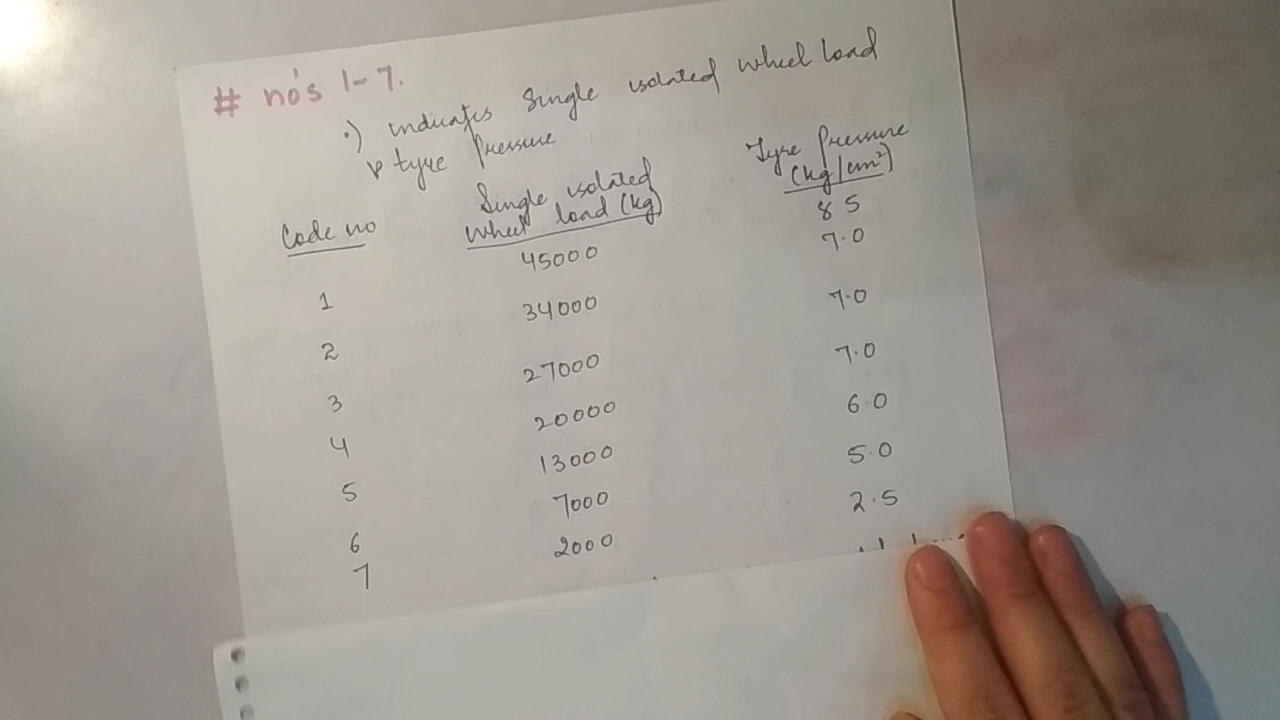 # no's 1-7.
•) indicates Single isolated wheel load
& tyre Pressure
Code no Single isolated wheel load (kg) Tyre Pressure (kg/cm²)
45000 8 5
1 34000 7.0
2 27000 7.0
3 20000 7.0
4 13000 6.0
5 7000 5.0
6 2000 2.5
7